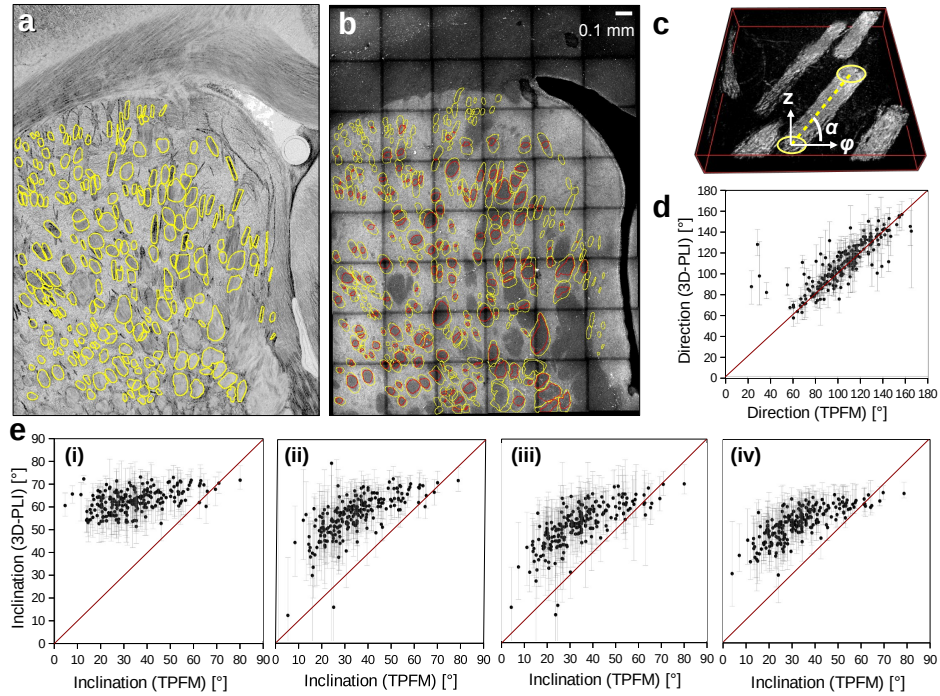 a
b
0.1 mm
c
z
α
φ
d
Direction (3D-PLI) [°]
180
160
140
120
100
80
60
40
20
0
0 20 40 60 80 100 120 140 160 180
Direction (TPFM) [°]
e
Inclination (3D-PLI) [°]
90
80
70
60
50
40
30
20
10
0
(i)
0 10 20 30 40 50 60 70 80 90
Inclination (TPFM) [°]
(ii)
0 10 20 30 40 50 60 70 80 90
Inclination (TPFM) [°]
(iii)
0 10 20 30 40 50 60 70 80 90
Inclination (TPFM) [°]
(iv)
0 10 20 30 40 50 60 70 80 90
Inclination (TPFM) [°]